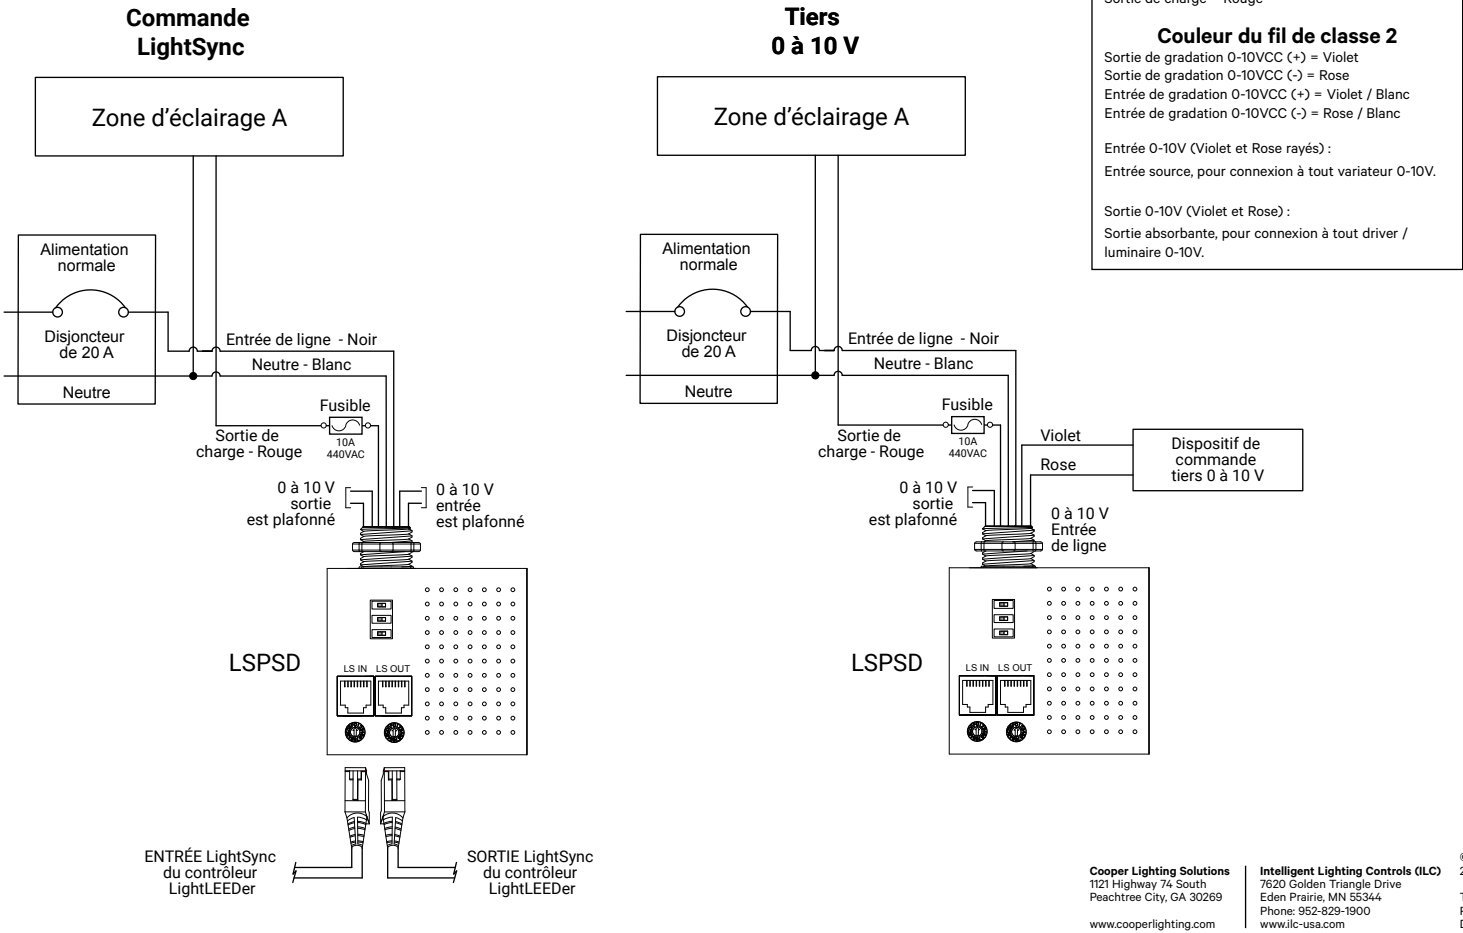 Commande
LightSync
Zone d’éclairage A
Alimentation
normale
Disjoncteur
de 20 A
Neutre
Entrée de ligne - Noir
Neutre - Blanc
Fusible
10A
440VAC
Sortie de
charge - Rouge
0 à 10 V
sortie
est plafonné
0 à 10 V
entrée
est plafonné
LSPSD
LS IN LS OUT
ENTRÉE LightSync
du contrôleur
LightLEEDer
SORTIE LightSync
du contrôleur
LightLEEDer
Tiers
0 à 10 V
Zone d’éclairage A
Alimentation
normale
Disjoncteur
de 20 A
Neutre
Entrée de ligne - Noir
Neutre - Blanc
Fusible
10A
440VAC
Sortie de
charge - Rouge
Violet
Rose
Dispositif de
commande
tiers 0 à 10 V
0 à 10 V
sortie
est plafonné
0 à 10 V
Entrée
de ligne
LSPSD
LS IN LS OUT
Couleur du fil de classe 2
Sortie de gradation 0-10VCC (+) = Violet
Sortie de gradation 0-10VCC (-) = Rose
Entrée de gradation 0-10VCC (+) = Violet / Blanc
Entrée de gradation 0-10VCC (-) = Rose / Blanc
Entrée 0-10V (Violet et Rose rayés) :
Entrée source, pour connexion à tout variateur 0-10V.
Sortie 0-10V (Violet et Rose) :
Sortie absorbante, pour connexion à tout driver /
luminaire 0-10V.
Cooper Lighting Solutions
1121 Highway 74 South
Peachtree City, GA 30269
www.cooperlighting.com
Intelligent Lighting Controls (ILC)
7620 Golden Triangle Drive
Eden Prairie, MN 55344
Phone: 952-829-1900
www.ilc-usa.com